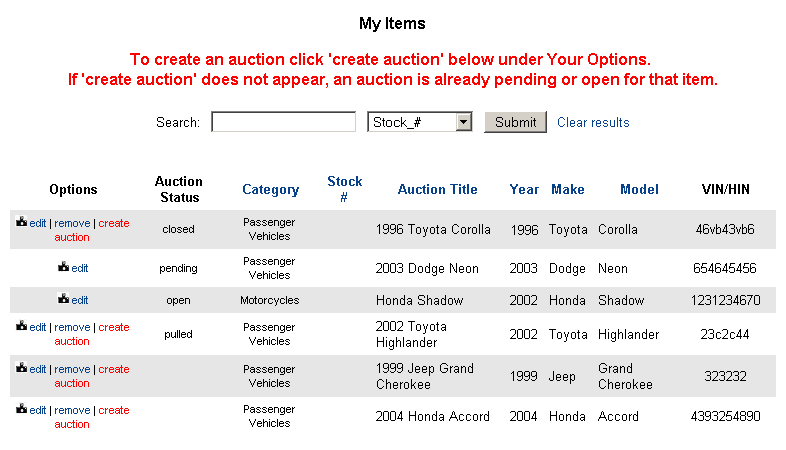 My Items
To create an auction click 'create auction' below under Your Options.
If 'create auction' does not appear, an auction is already pending or open for that item.
Search: Stock_# Submit Clear results
Options Auction Status Category Stock # Auction Title Year Make Model VIN/HIN
edit | remove | create auction closed Passenger Vehicles 1996 Toyota Corolla 1996 Toyota Corolla 46vb43vb6
edit pending Passenger Vehicles 2003 Dodge Neon 2003 Dodge Neon 654645456
edit open Motorcycles Honda Shadow 2002 Honda Shadow 1231234670
edit | remove | create auction pulled Passenger Vehicles 2002 Toyota Highlander 2002 Toyota Highlander 23c2c44
edit | remove | create auction Passenger Vehicles 1999 Jeep Grand Cherokee 1999 Jeep Grand Cherokee 323232
edit | remove | create auction Passenger Vehicles 2004 Honda Accord 2004 Honda Accord 4393254890